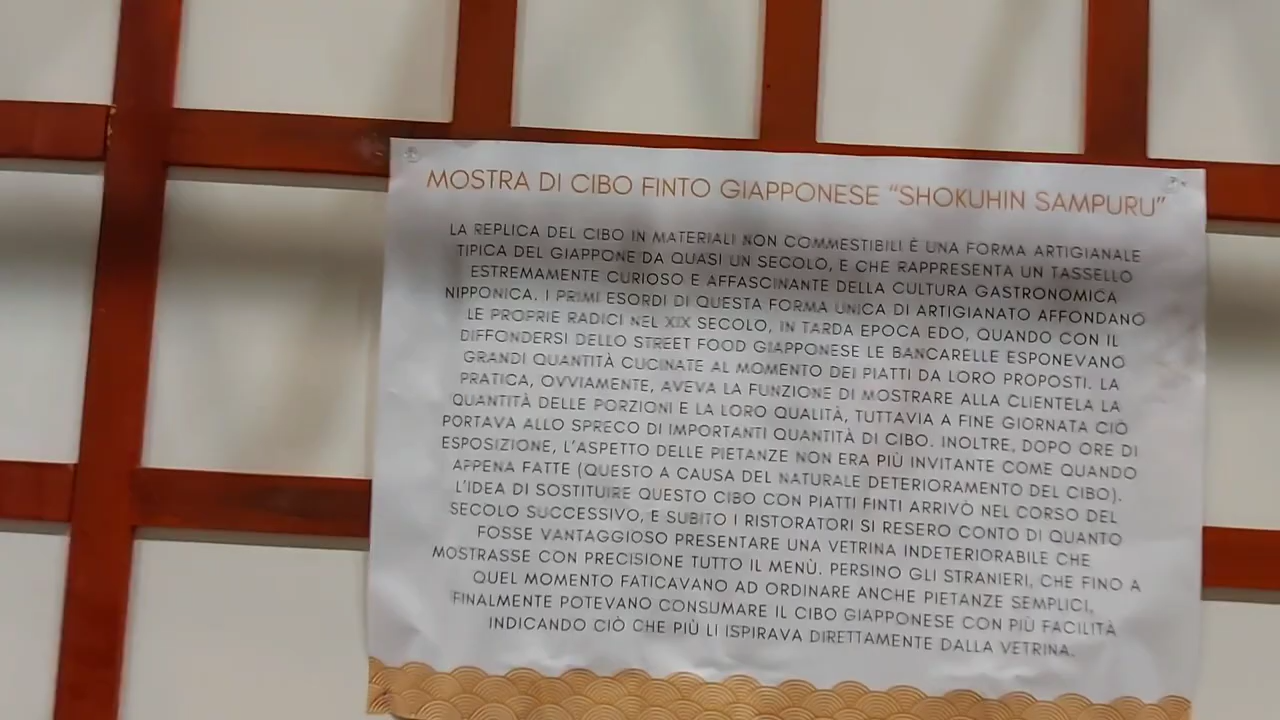 MOSTRA DI CIBO FINTO GIAPPONESE “SHOKUHIN SAMPURU”
LA REPLICA DEL CIBO IN MATERIALI NON COMMESTIBILI È UNA FORMA ARTIGIANALE
TIPICA DEL GIAPPONE DA QUASI UN SECOLO, E CHE RAPPRESENTA UN TASSELLO
ESTREMAMENTE CURIOSO E AFFASCINANTE DELLA CULTURA GASTRONOMICA
NIPPONICA. I PRIMI ESORDI DI QUESTA FORMA UNICA DI ARTIGIANATO AFFONDANO
LE PROPRIE RADICI NEL XIX SECOLO, IN TARDA EPOCA EDO, QUANDO CON IL
DIFFONDERSI DELLO STREET FOOD GIAPPONESE LE BANCARELLE ESPONEVANO
GRANDI QUANTITÀ CUCINATE AL MOMENTO DEI PIATTI DA LORO PROPOSTI. LA
PRATICA, OVVIAMENTE, AVEVA LA FUNZIONE DI MOSTRARE ALLA CLIENTELA LA
QUANTITÀ DELLE PORZIONI E LA LORO QUALITÀ, TUTTAVIA A FINE GIORNATA CIÒ
PORTAVA ALLO SPRECO DI IMPORTANTI QUANTITÀ DI CIBO. INOLTRE, DOPO ORE DI
ESPOSIZIONE, L’ASPETTO DELLE PIETANZE NON ERA PIÙ INVITANTE COME QUANDO
APPENA FATTE (QUESTO A CAUSA DEL NATURALE DETERIORAMENTO DEL CIBO).
L’IDEA DI SOSTITUIRE QUESTO CIBO CON PIATTI FINTI ARRIVÒ NEL CORSO DEL
SECOLO SUCCESSIVO, E SUBITO I RISTORATORI SI RESERO CONTO DI QUANTO
FOSSE VANTAGGIOSO PRESENTARE UNA VETRINA INDETERIORABILE CHE
MOSTRASSE CON PRECISIONE TUTTO IL MENÙ. PERSINO GLI STRANIERI, CHE FINO A
QUEL MOMENTO FATICAVANO AD ORDINARE ANCHE PIETANZE SEMPLICI,
FINALMENTE POTEVANO CONSUMARE IL CIBO GIAPPONESE CON PIÙ FACILITÀ
INDICANDO CIÒ CHE PIÙ LI ISPIRAVA DIRETTAMENTE DALLA VETRINA.